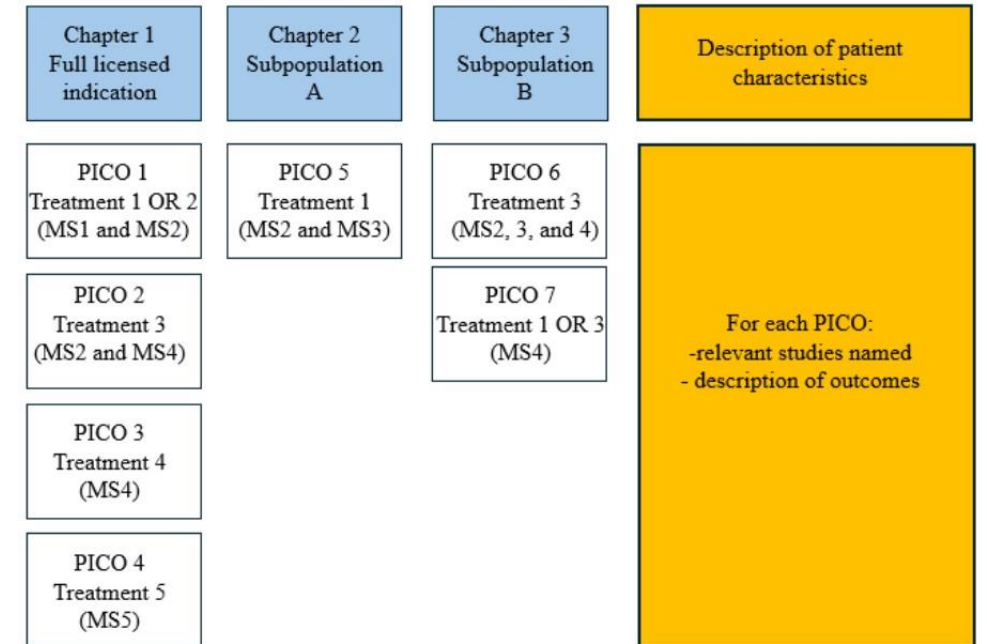 Chapter 1
Full licensed
indication
Chapter 2
Subpopulation
A
Chapter 3
Subpopulation
B
Description of patient
characteristics
PICO 1
Treatment 1 OR 2
(MS1 and MS2)
PICO 5
Treatment 1
(MS2 and MS3)
PICO 6
Treatment 3
(MS2, 3, and 4)
PICO 2
Treatment 3
(MS2 and MS4)
PICO 7
Treatment 1 OR 3
(MS4)
For each PICO:
-relevant studies named
- description of outcomes
PICO 3
Treatment 4
(MS4)
PICO 4
Treatment 5
(MS5)